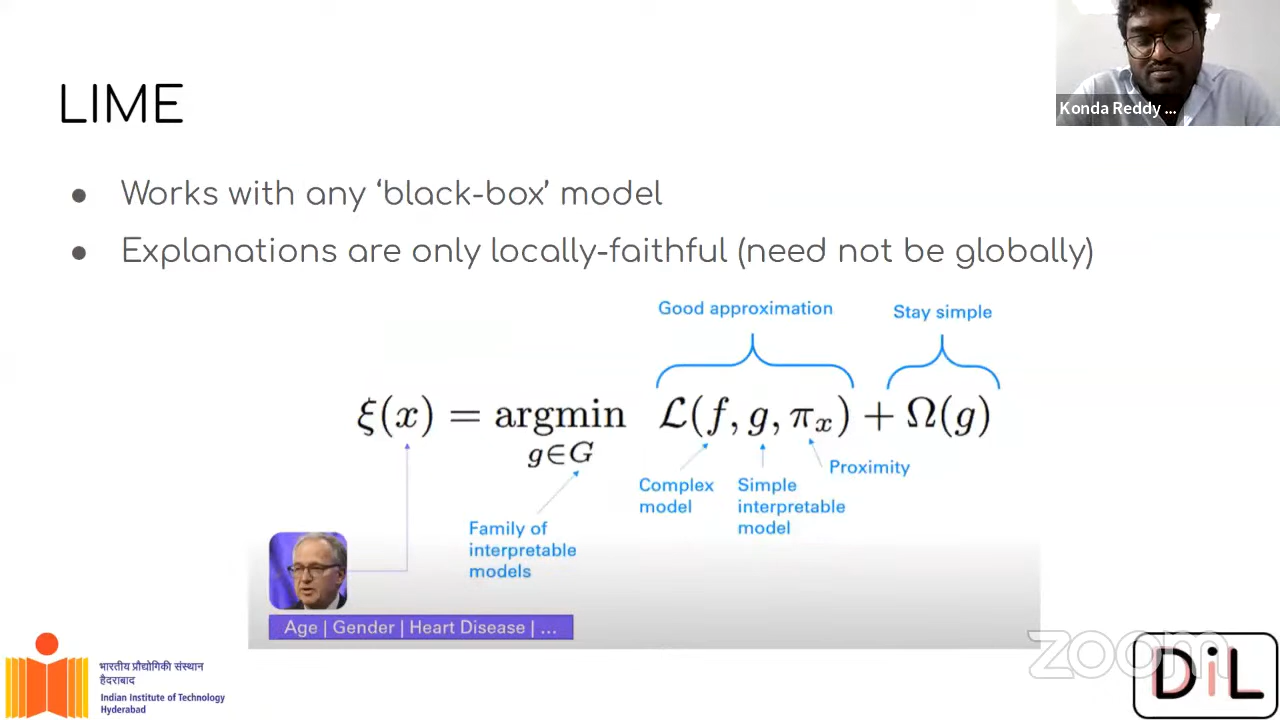 Konda Reddy ...
LIME
● Works with any ‘black-box’ model
● Explanations are only locally-faithful (need not be globally)
Good approximation
Stay simple
ξ(x) = argmin L(f, g, πₓ) + Ω(g)
g∈G
Proximity
Complex
model
Simple
interpretable
model
Family of
interpretable
models
Age | Gender | Heart Disease | ...
भारतीय प्रौद्योगिकी संस्थान
हैदराबाद
Indian Institute of Technology
Hyderabad
zoom
DiL